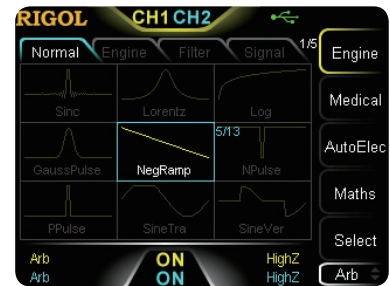 RIGOL CH1 CH2
Normal Engine Filter Signal 1/5 Engine
Sinc Lorentz Log Medical
5/13 AutoElec
GaussPulse NegRamp NPulse
Maths
PPulse SineTra SineVer Select
Arb ON HighZ
Arb ON HighZ Arb